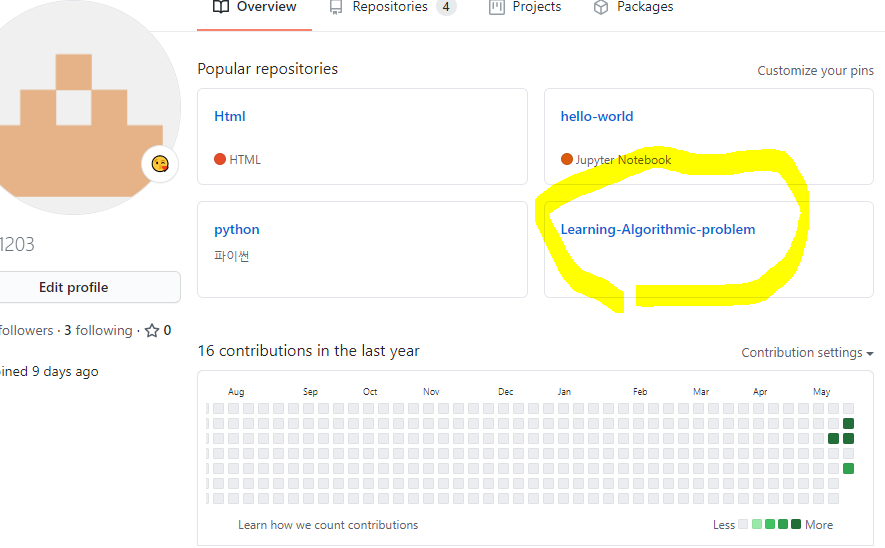 Overview
Repositories 4
Projects
Packages
Popular repositories
Customize your pins
Html
HTML
hello-world
Jupyter Notebook
python
파이썬
Learning-Algorithmic-problem
1203
Edit profile
followers · 3 following · 0
ined 9 days ago
16 contributions in the last year
Contribution settings
Aug Sep Oct Nov Dec Jan Feb Mar Apr May
Learn how we count contributions
Less More